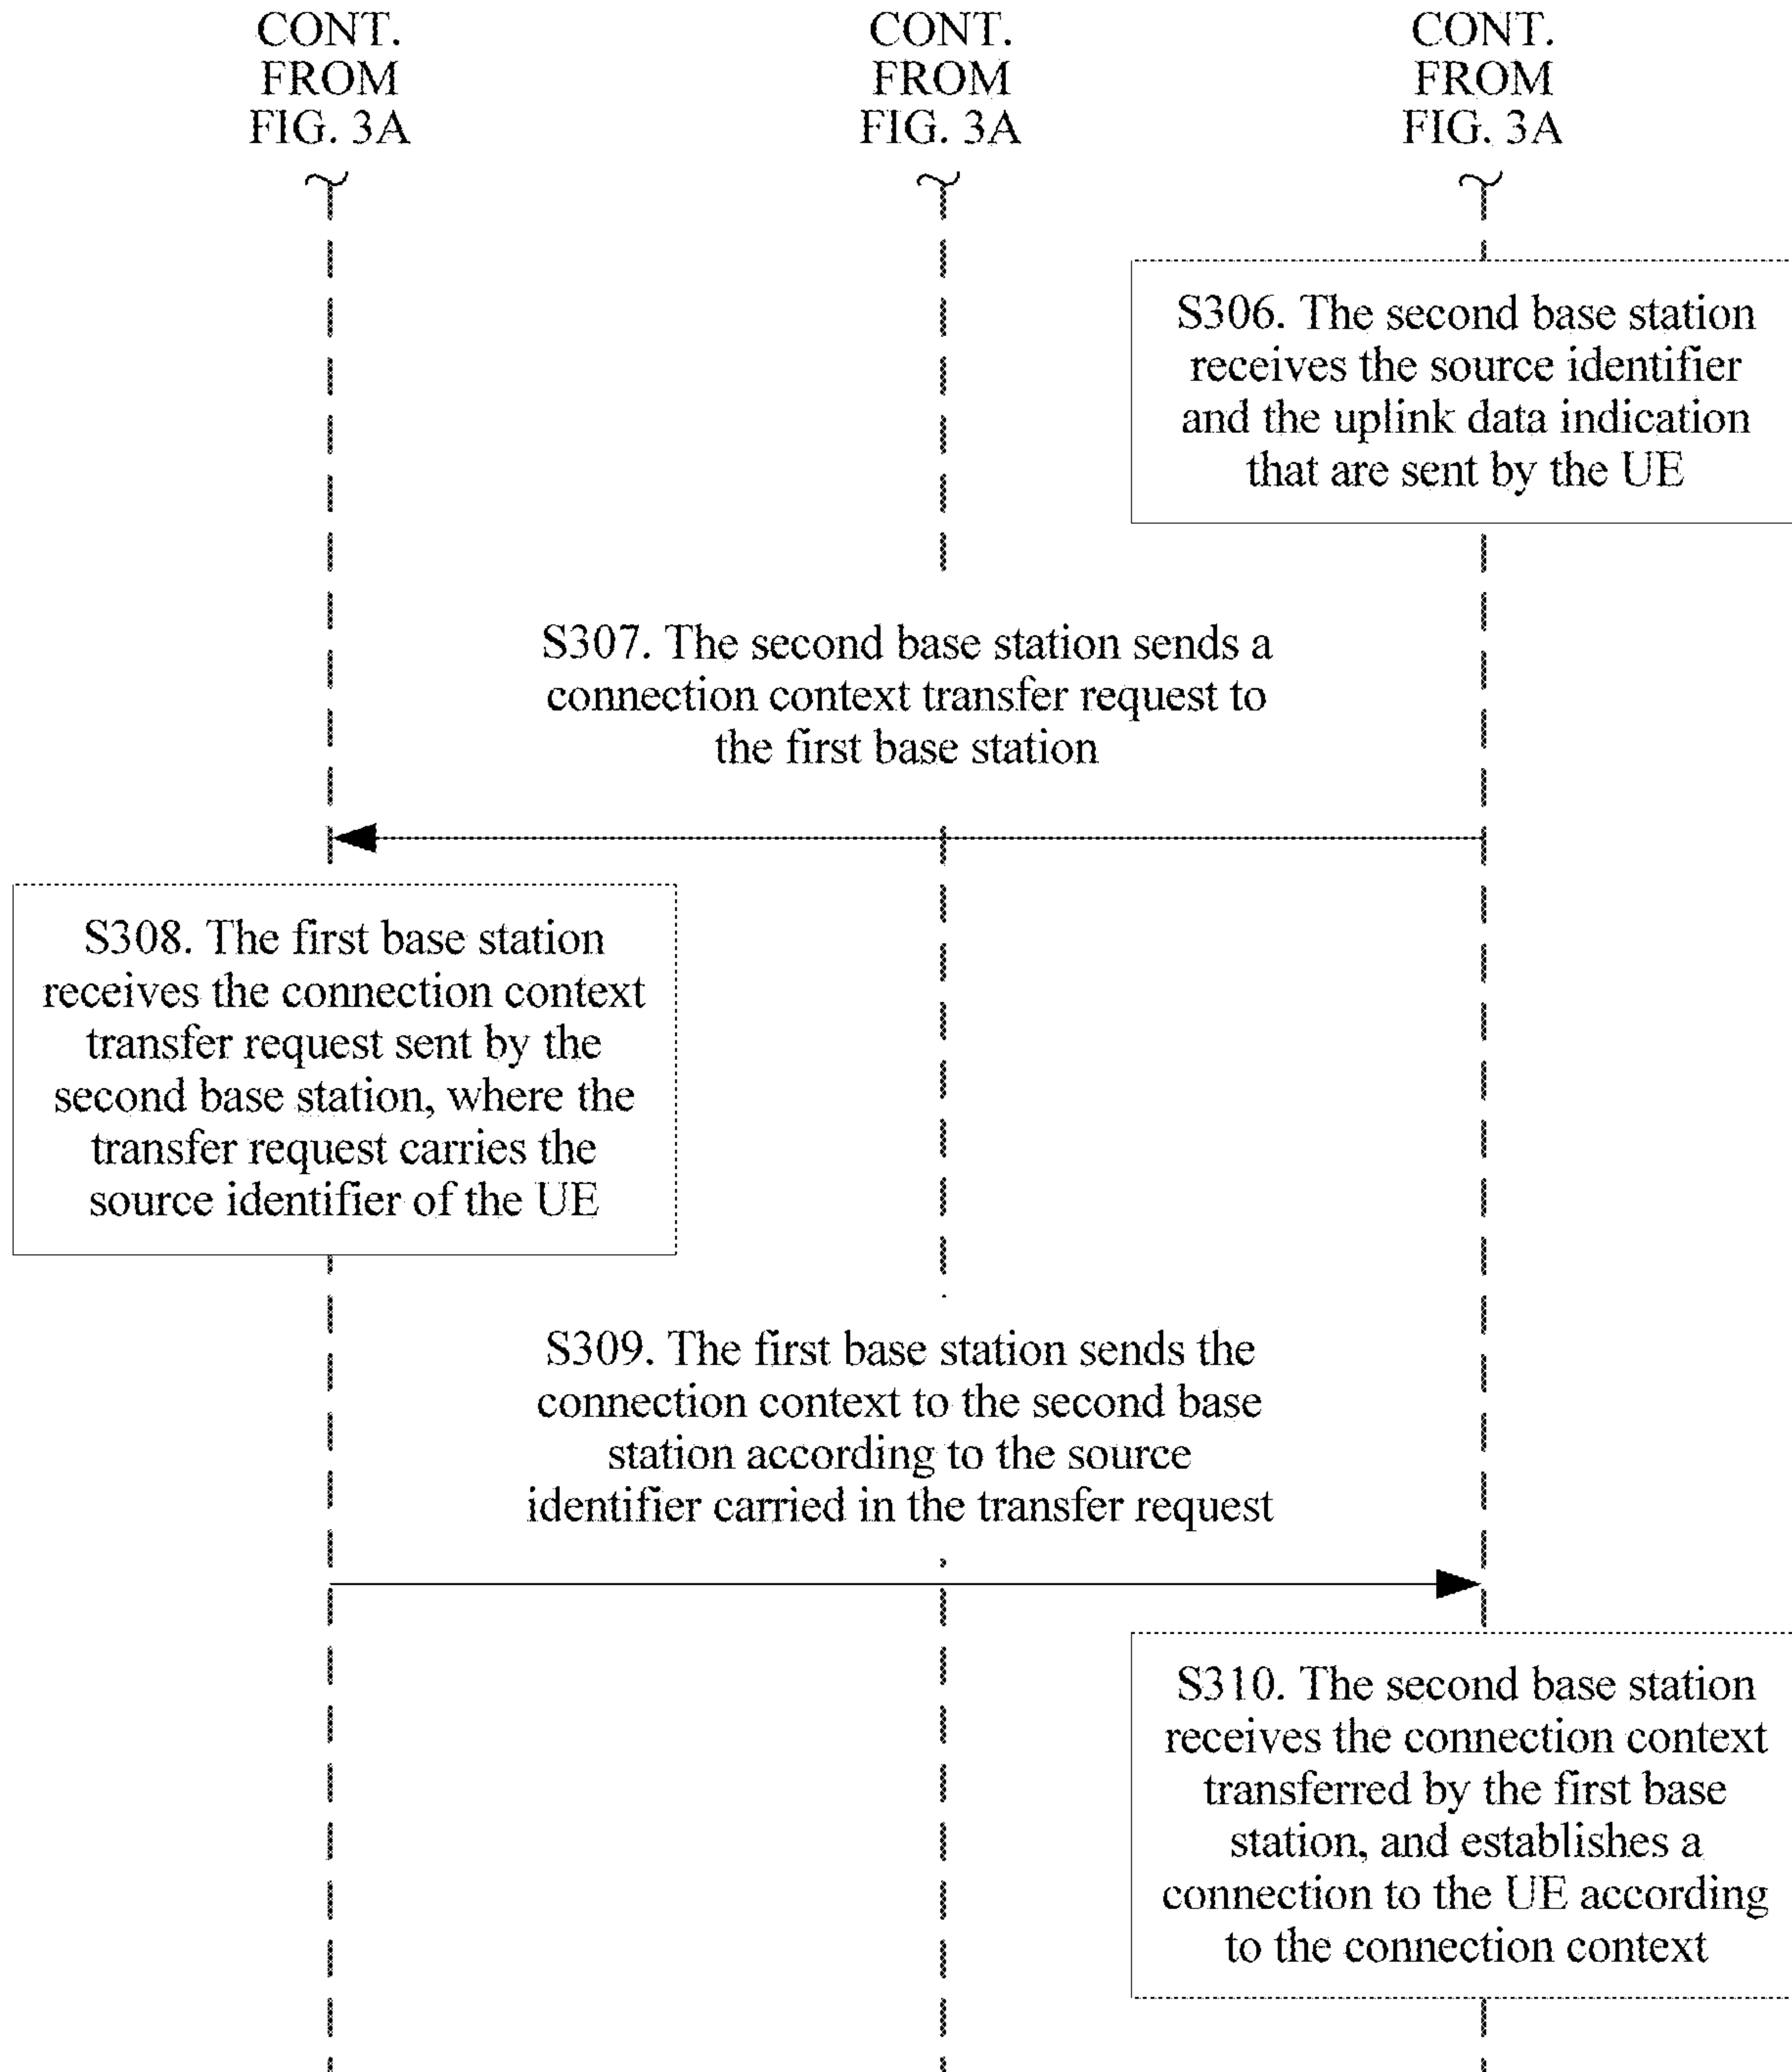 CONT.
FROM
FIG. 3A
CONT.
FROM
FIG. 3A
CONT.
FROM
FIG. 3A
S306. The second base station
receives the source identifier
and the uplink data indication
that are sent by the UE
S307. The second base station sends a
connection context transfer request to
the first base station
S308. The first base station
receives the connection context
transfer request sent by the
second base station, where the
transfer request carries the
source identifier of the UE
S309. The first base station sends the
connection context to the second base
station according to the source
identifier carried in the transfer request
S310. The second base station
receives the connection context
transferred by the first base
station, and establishes a
connection to the UE according
to the connection context